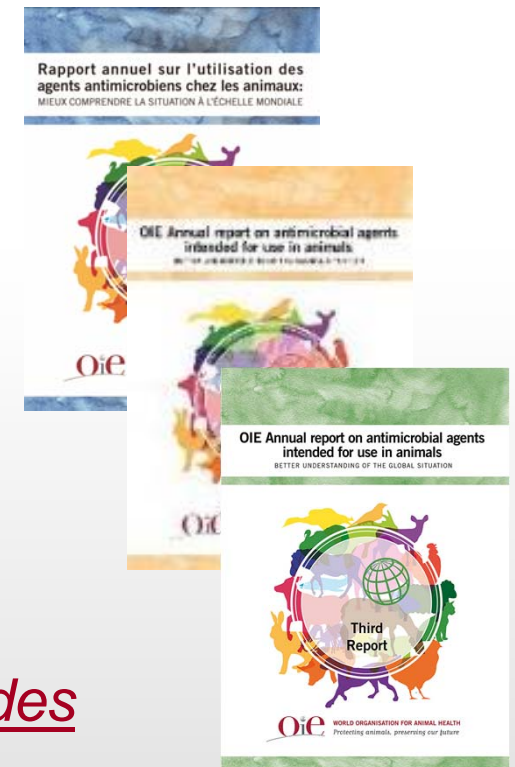 Rapport annuel sur l'utilisation des
agents antimicrobiens chez les animaux:
MIEUX COMPRENDRE LA SITUATION À L'ÉCHELLE MONDIALE
Oie
OIE Annual report on antimicrobial agents
intended for use in animals
Oie
OIE Annual report on antimicrobial agents
intended for use in animals
BETTER UNDERSTANDING OF THE GLOBAL SITUATION
Third
Report
Oie WORLD ORGANISATION FOR ANIMAL HEALTH
Protecting animals, preserving our future
des